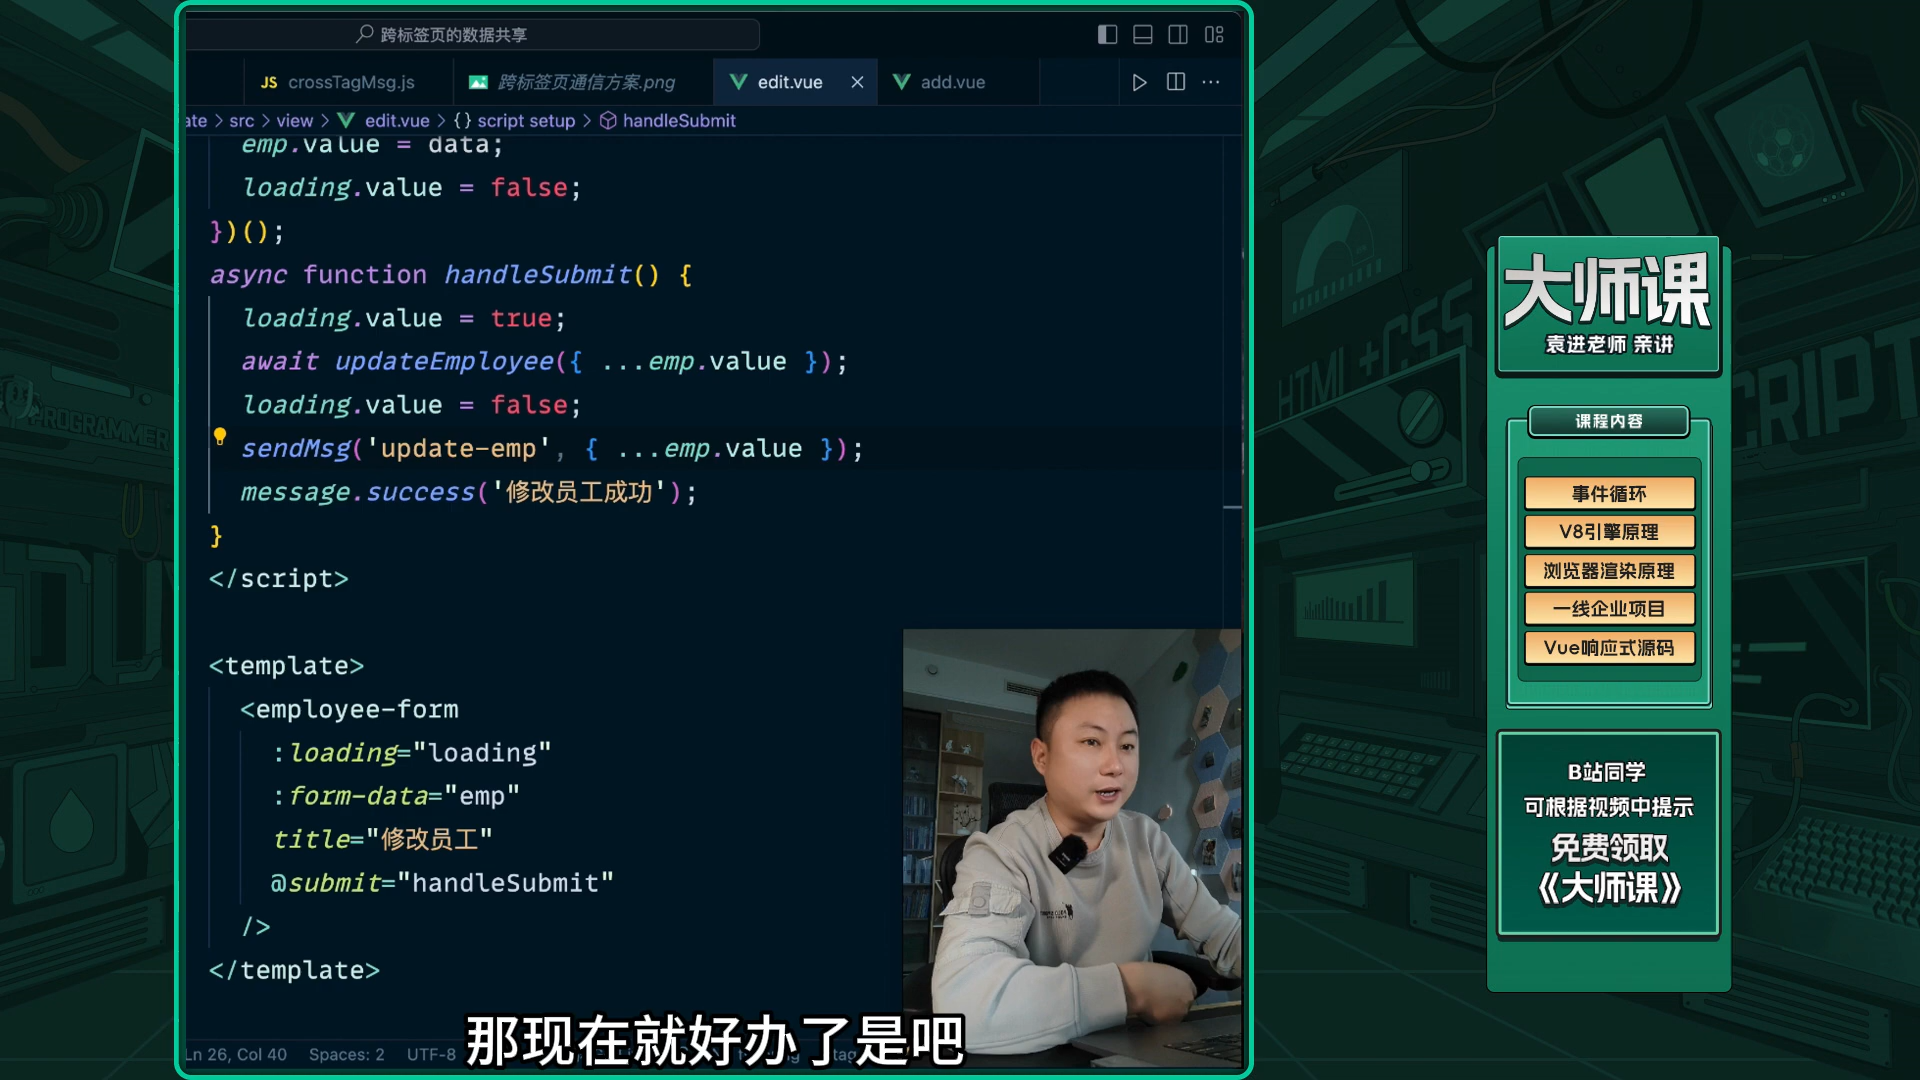 跨标签页的数据共享
JS crossTagMsg.js
跨标签页通信方案.png
edit.vue
add.vue
ate > src > view > edit.vue > {} script setup > handleSubmit
emp.value = data;
loading.value = false;
})();
async function handleSubmit() {
loading.value = true;
await updateEmployee({ ...emp.value });
loading.value = false;
sendMsg('update-emp', { ...emp.value });
message.success('修改员工成功');
}
</script>
<template>
<employee-form
:loading="loading"
:form-data="emp"
title="修改员工"
@submit="handleSubmit"
/>
</template>
Ln 26, Col 40
Spaces: 2
UTF-8
那现在就好办了是吧
大师课
袁进老师 亲讲
课程内容
事件循环
V8引擎原理
浏览器渲染原理
一线企业项目
Vue响应式源码
B站同学
可根据视频中提示
免费领取
《大师课》
HTML+CSS
PROGRAMMER